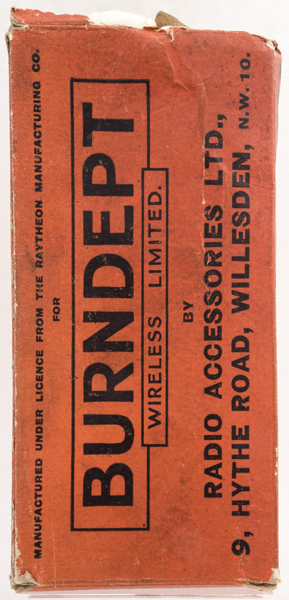 MANUFACTURED UNDER LICENCE FROM THE RAYTHEON MANUFACTURING CO.
FOR
BURNDEPT
WIRELESS LIMITED.
BY
RADIO ACCESSORIES LTD.,
9, HYTHE ROAD, WILLESDEN, N.W. 10.